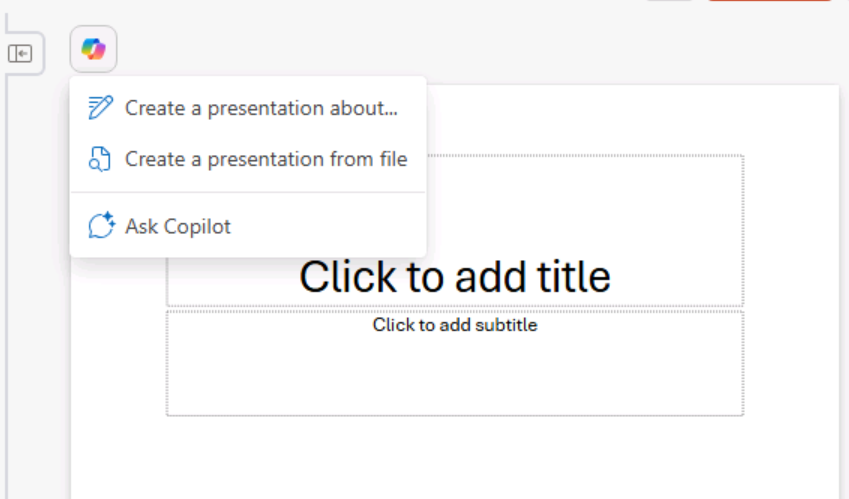 Create a presentation about...
Create a presentation from file
Ask Copilot
Click to add title
Click to add subtitle